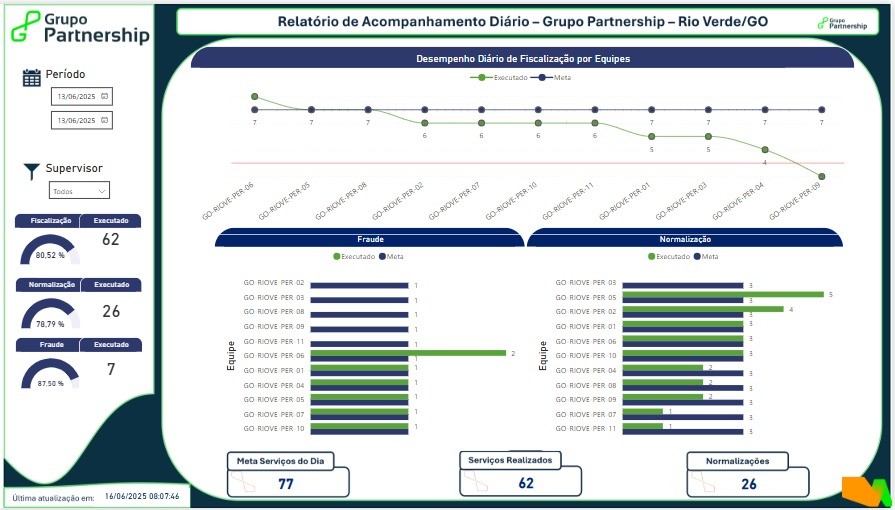 Grupo
Partnership
Relatório de Acompanhamento Diário – Grupo Partnership – Rio Verde/GO
Grupo
Partnership
Período
13/06/2025
13/06/2025
Supervisor
Todos
Fiscalização
Executado
80,52 %
62
Normalização
Executado
78,79 %
26
Fraude
Executado
87,50 %
7
Última atualização em:
16/06/2025 08:07:46
Desempenho Diário de Fiscalização por Equipes
Executado
Meta
7 7 7 6 6 6 6 7 7 7 7
5 5 4
GO-RIOVE-PER-06
GO-RIOVE-PER-05
GO-RIOVE-PER-08
GO-RIOVE-PER-02
GO-RIOVE-PER-07
GO-RIOVE-PER-10
GO-RIOVE-PER-11
GO-RIOVE-PER-01
GO-RIOVE-PER-03
GO-RIOVE-PER-04
GO-RIOVE-PER-09
Fraude
Executado
Meta
Equipe
GO RIOVE PER 02 1
GO RIOVE PER 03 1
GO RIOVE PER 08 1
GO RIOVE PER 09 1
GO RIOVE PER 11 1
GO RIOVE PER 06 2 1
GO RIOVE PER 01 1
GO RIOVE PER 04 1
GO RIOVE PER 05 1
GO RIOVE PER 07 1
GO RIOVE PER 10 1
Normalização
Executado
Meta
Equipe
GO RIOVE PER 03 3
GO RIOVE PER 05 5 3
GO RIOVE PER 02 4 3
GO RIOVE PER 01 3
GO RIOVE PER 06 3
GO RIOVE PER 10 3
GO RIOVE PER 04 2 3
GO RIOVE PER 08 2 3
GO RIOVE PER 09 2 3
GO RIOVE PER 07 1 3
GO RIOVE PER 11 1 3
Meta Serviços do Dia
77
Serviços Realizados
62
Normalizações
26